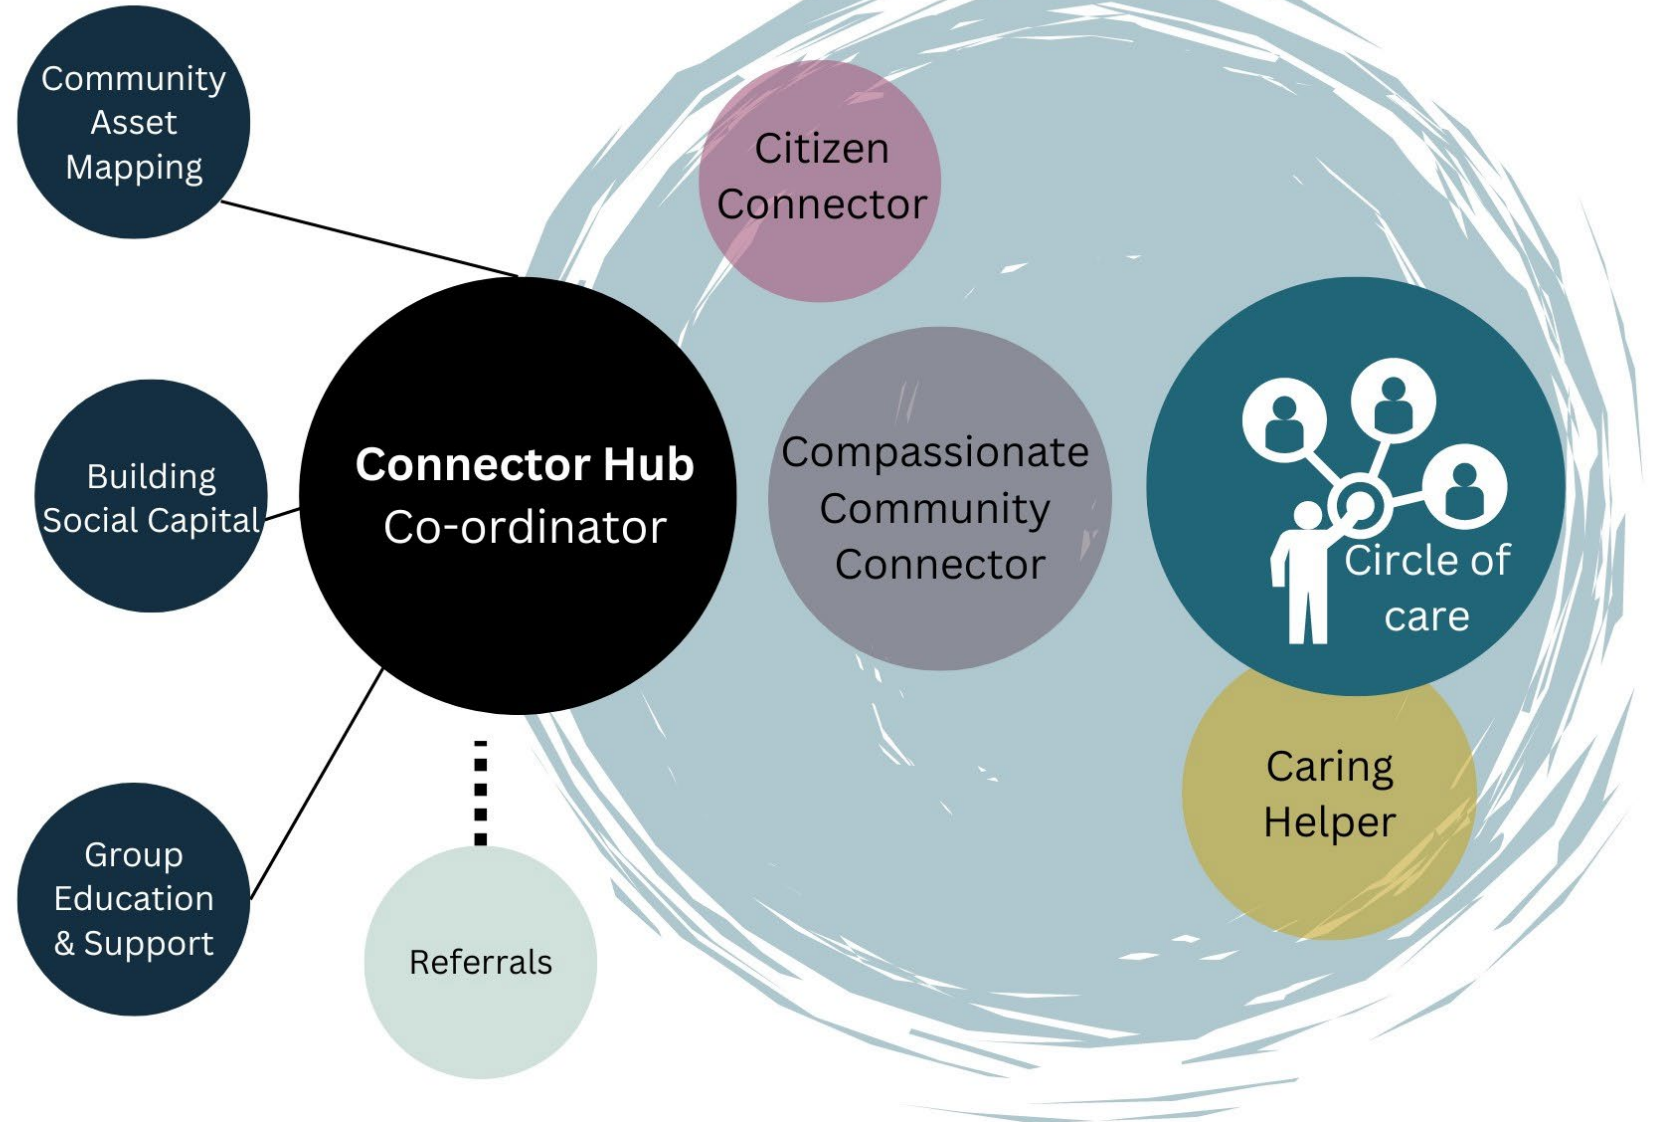 Community
Asset
Mapping
Citizen
Connector
Building
Social Capital
Connector Hub
Co-ordinator
Compassionate
Community
Connector
Circle of
care
Caring
Helper
Group
Education
& Support
Referrals